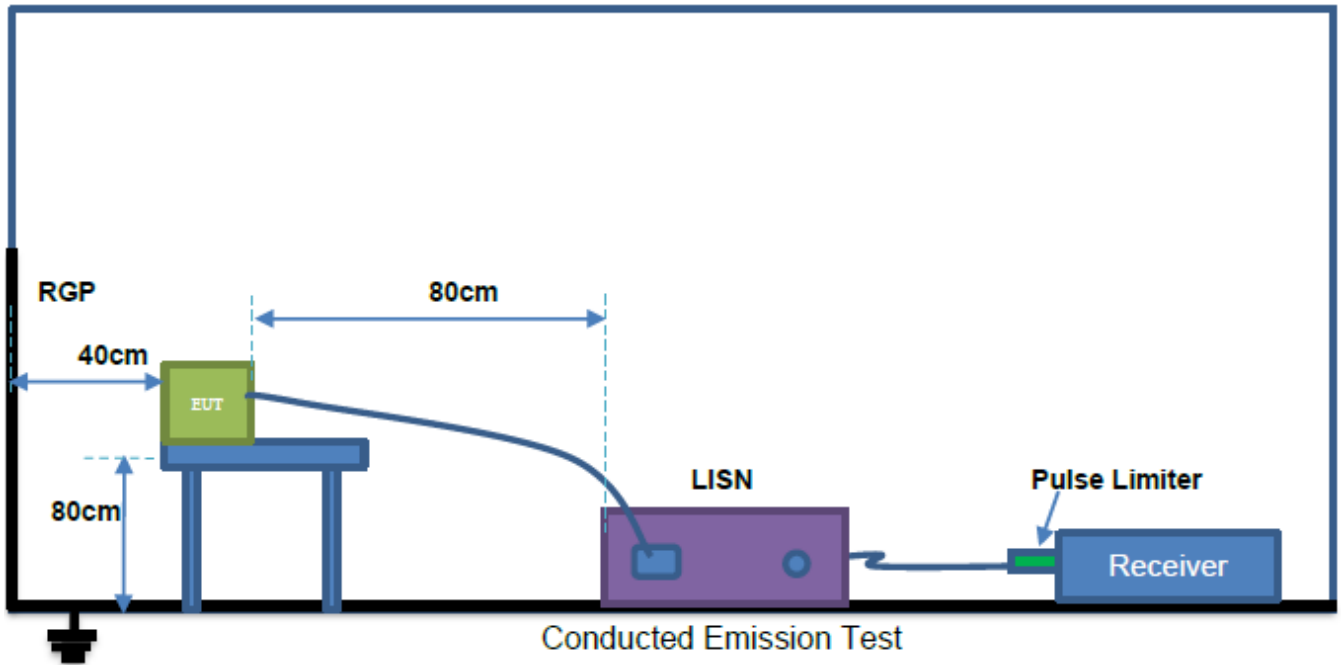 RGP
80cm
40cm
EUT
LISN
Pulse Limiter
80cm
Receiver
Conducted Emission Test